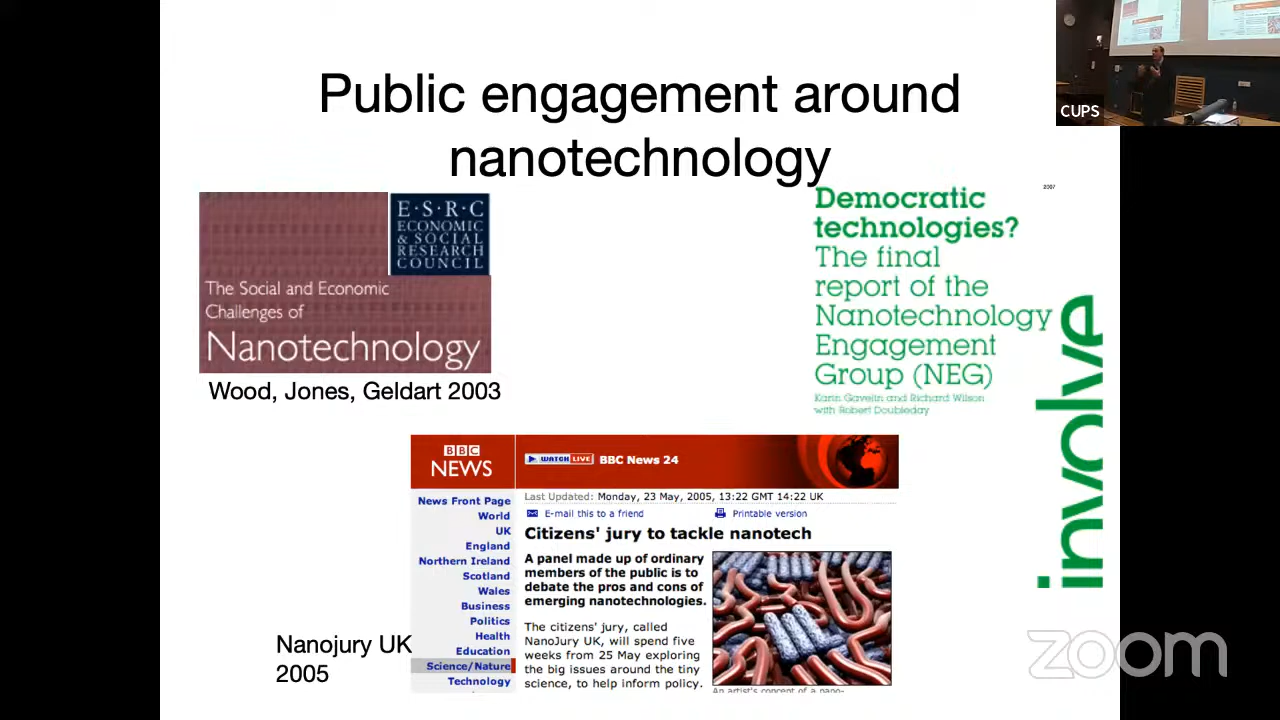 Public engagement around
nanotechnology
CUPS
E·S·R·C
ECONOMIC
& SOCIAL
RESEARCH
COUNCIL
The Social and Economic
Challenges of
Nanotechnology
Wood, Jones, Geldart 2003
2007
Democratic
technologies?
The final
report of the
Nanotechnology
Engagement
Group (NEG)
Karin Gavelin and Richard Wilson
with Robert Doubleday
involve
BBC
NEWS
WATCH LIVE BBC News 24
News Front Page
World
UK
England
Northern Ireland
Scotland
Wales
Business
Politics
Health
Education
Science/Nature
Technology
Last Updated: Monday, 23 May, 2005, 13:22 GMT 14:22 UK
E-mail this to a friend
Printable version
Citizens' jury to tackle nanotech
A panel made up of ordinary
members of the public is to
debate the pros and cons of
emerging nanotechnologies.
The citizens' jury, called
NanoJury UK, will spend five
weeks from 25 May exploring
the big issues around the tiny
science, to help inform policy.
An artist's concept of a nano-
Nanojury UK
2005
zoom